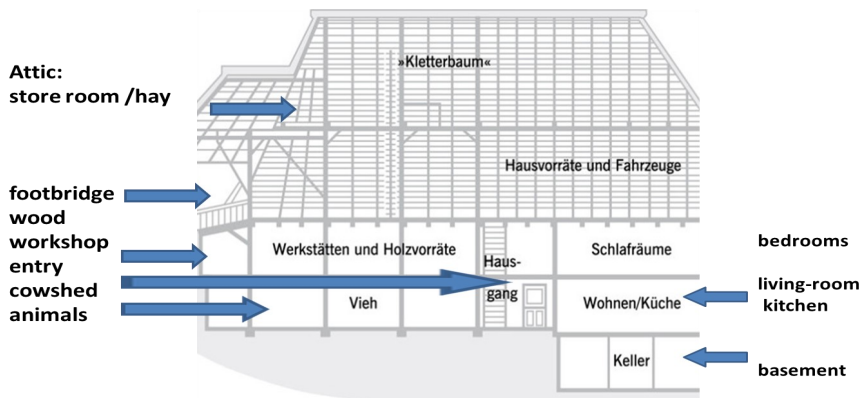 Attic:
store room /hay
footbridge
wood
workshop
entry
cowshed
animals
»Kletterbaum«
Hausvorräte und Fahrzeuge
Werkstätten und Holzvorräte
Haus-
gang
Schlafräume
Vieh
Wohnen/Küche
Keller
bedrooms
living-room
kitchen
basement